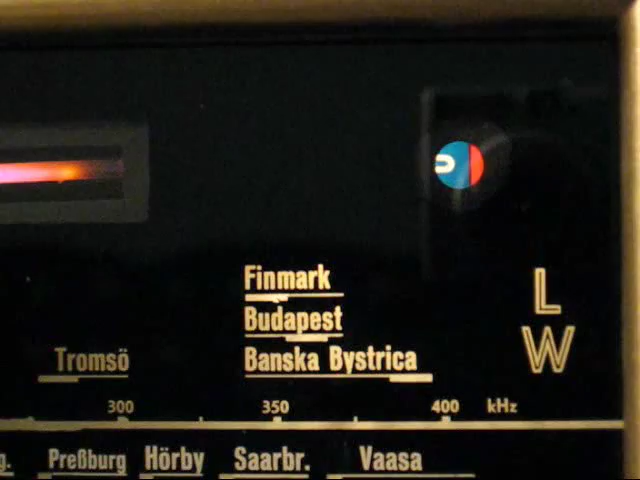 Finmark
Budapest
Tromsö Banska Bystrica
L
W
300 350 400 kHz
g. Preßburg Hörby Saarbr. Vaasa